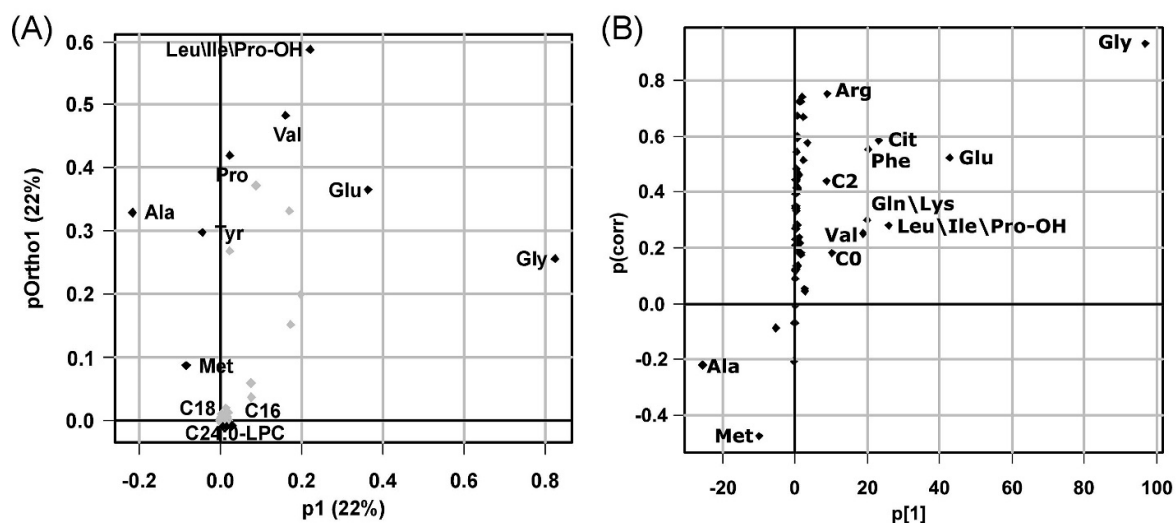 (A)
0.6
0.5
0.4
0.3
0.2
0.1
0.0
pOrtho1 (22%)
Leu\Ile\Pro-OH
Val
Pro
Glu
Ala
Tyr
Gly
Met
C18
C16
C24:0-LPC
-0.2
0.0
0.2
0.4
0.6
0.8
p1 (22%)
(B)
0.8
0.6
0.4
0.2
0.0
-0.2
-0.4
p(corr)
Gly
Arg
Cit
Phe
Glu
C2
Gln\Lys
Leu\Ile\Pro-OH
Val
C0
Ala
Met
-20
0
20
40
60
80
100
p[1]